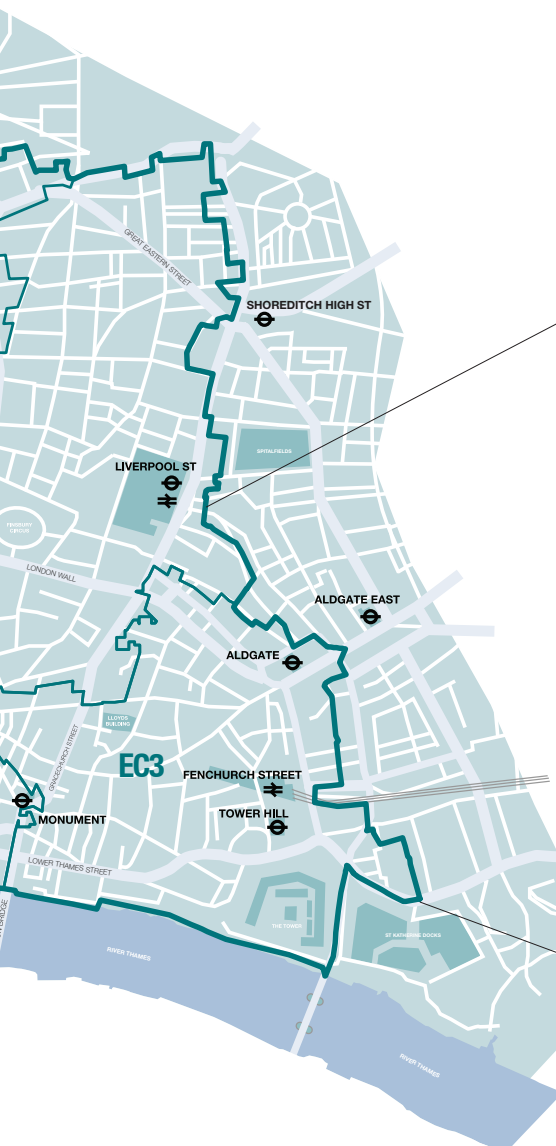 GREAT EASTERN STREET
SHOREDITCH HIGH ST
SPITALFIELDS
LIVERPOOL ST
FINSBURY
CIRCUS
LONDON WALL
ALDGATE EAST
ALDGATE
LLOYDS
BUILDING
GRACECHURCH STREET
EC3
FENCHURCH STREET
TOWER HILL
MONUMENT
LOWER THAMES STREET
THE TOWER
ST KATHERINE DOCKS
RIVER THAMES
RIVER THAMES